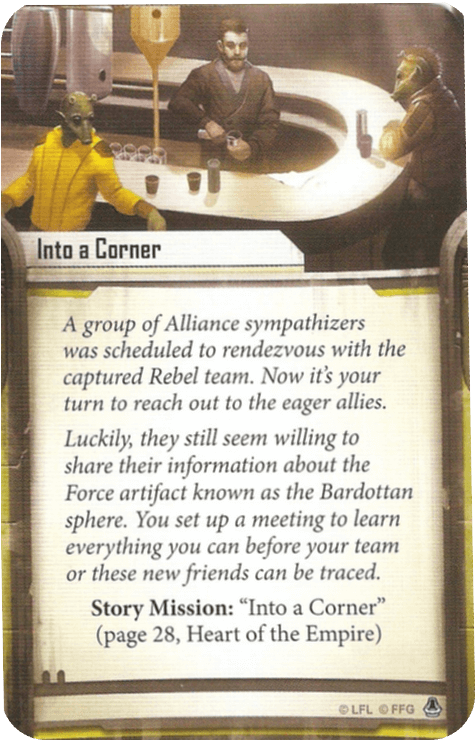 Into a Corner
A group of Alliance sympathizers
was scheduled to rendezvous with the
captured Rebel team. Now it's your
turn to reach out to the eager allies.
Luckily, they still seem willing to
share their information about the
Force artifact known as the Bardottan
sphere. You set up a meeting to learn
everything you can before your team
or these new friends can be traced.
Story Mission: “Into a Corner”
(page 28, Heart of the Empire)
© LFL © FFG